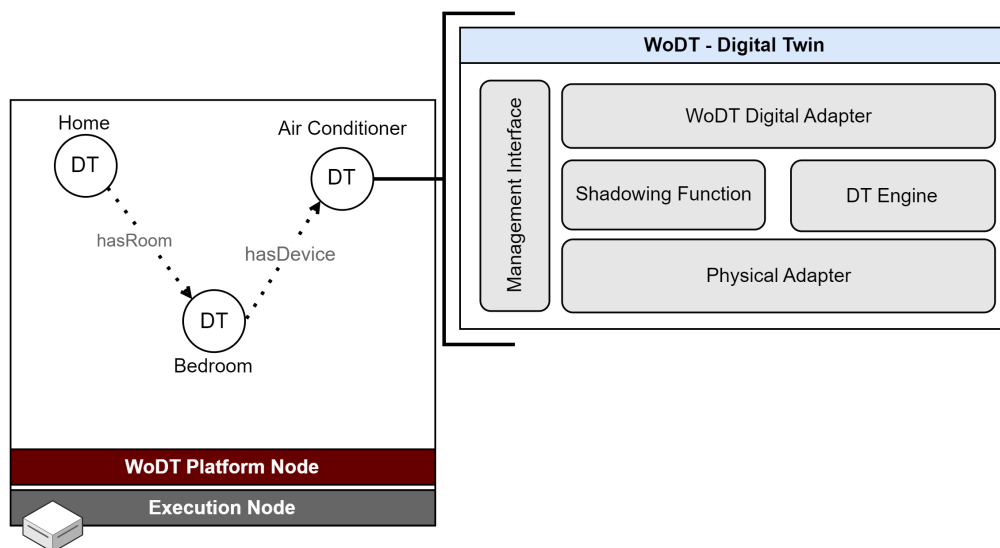 Home
DT
hasRoom
DT
Bedroom
hasDevice
Air Conditioner
DT
WoDT Platform Node
Execution Node
WoDT - Digital Twin
Management Interface
WoDT Digital Adapter
Shadowing Function
DT Engine
Physical Adapter